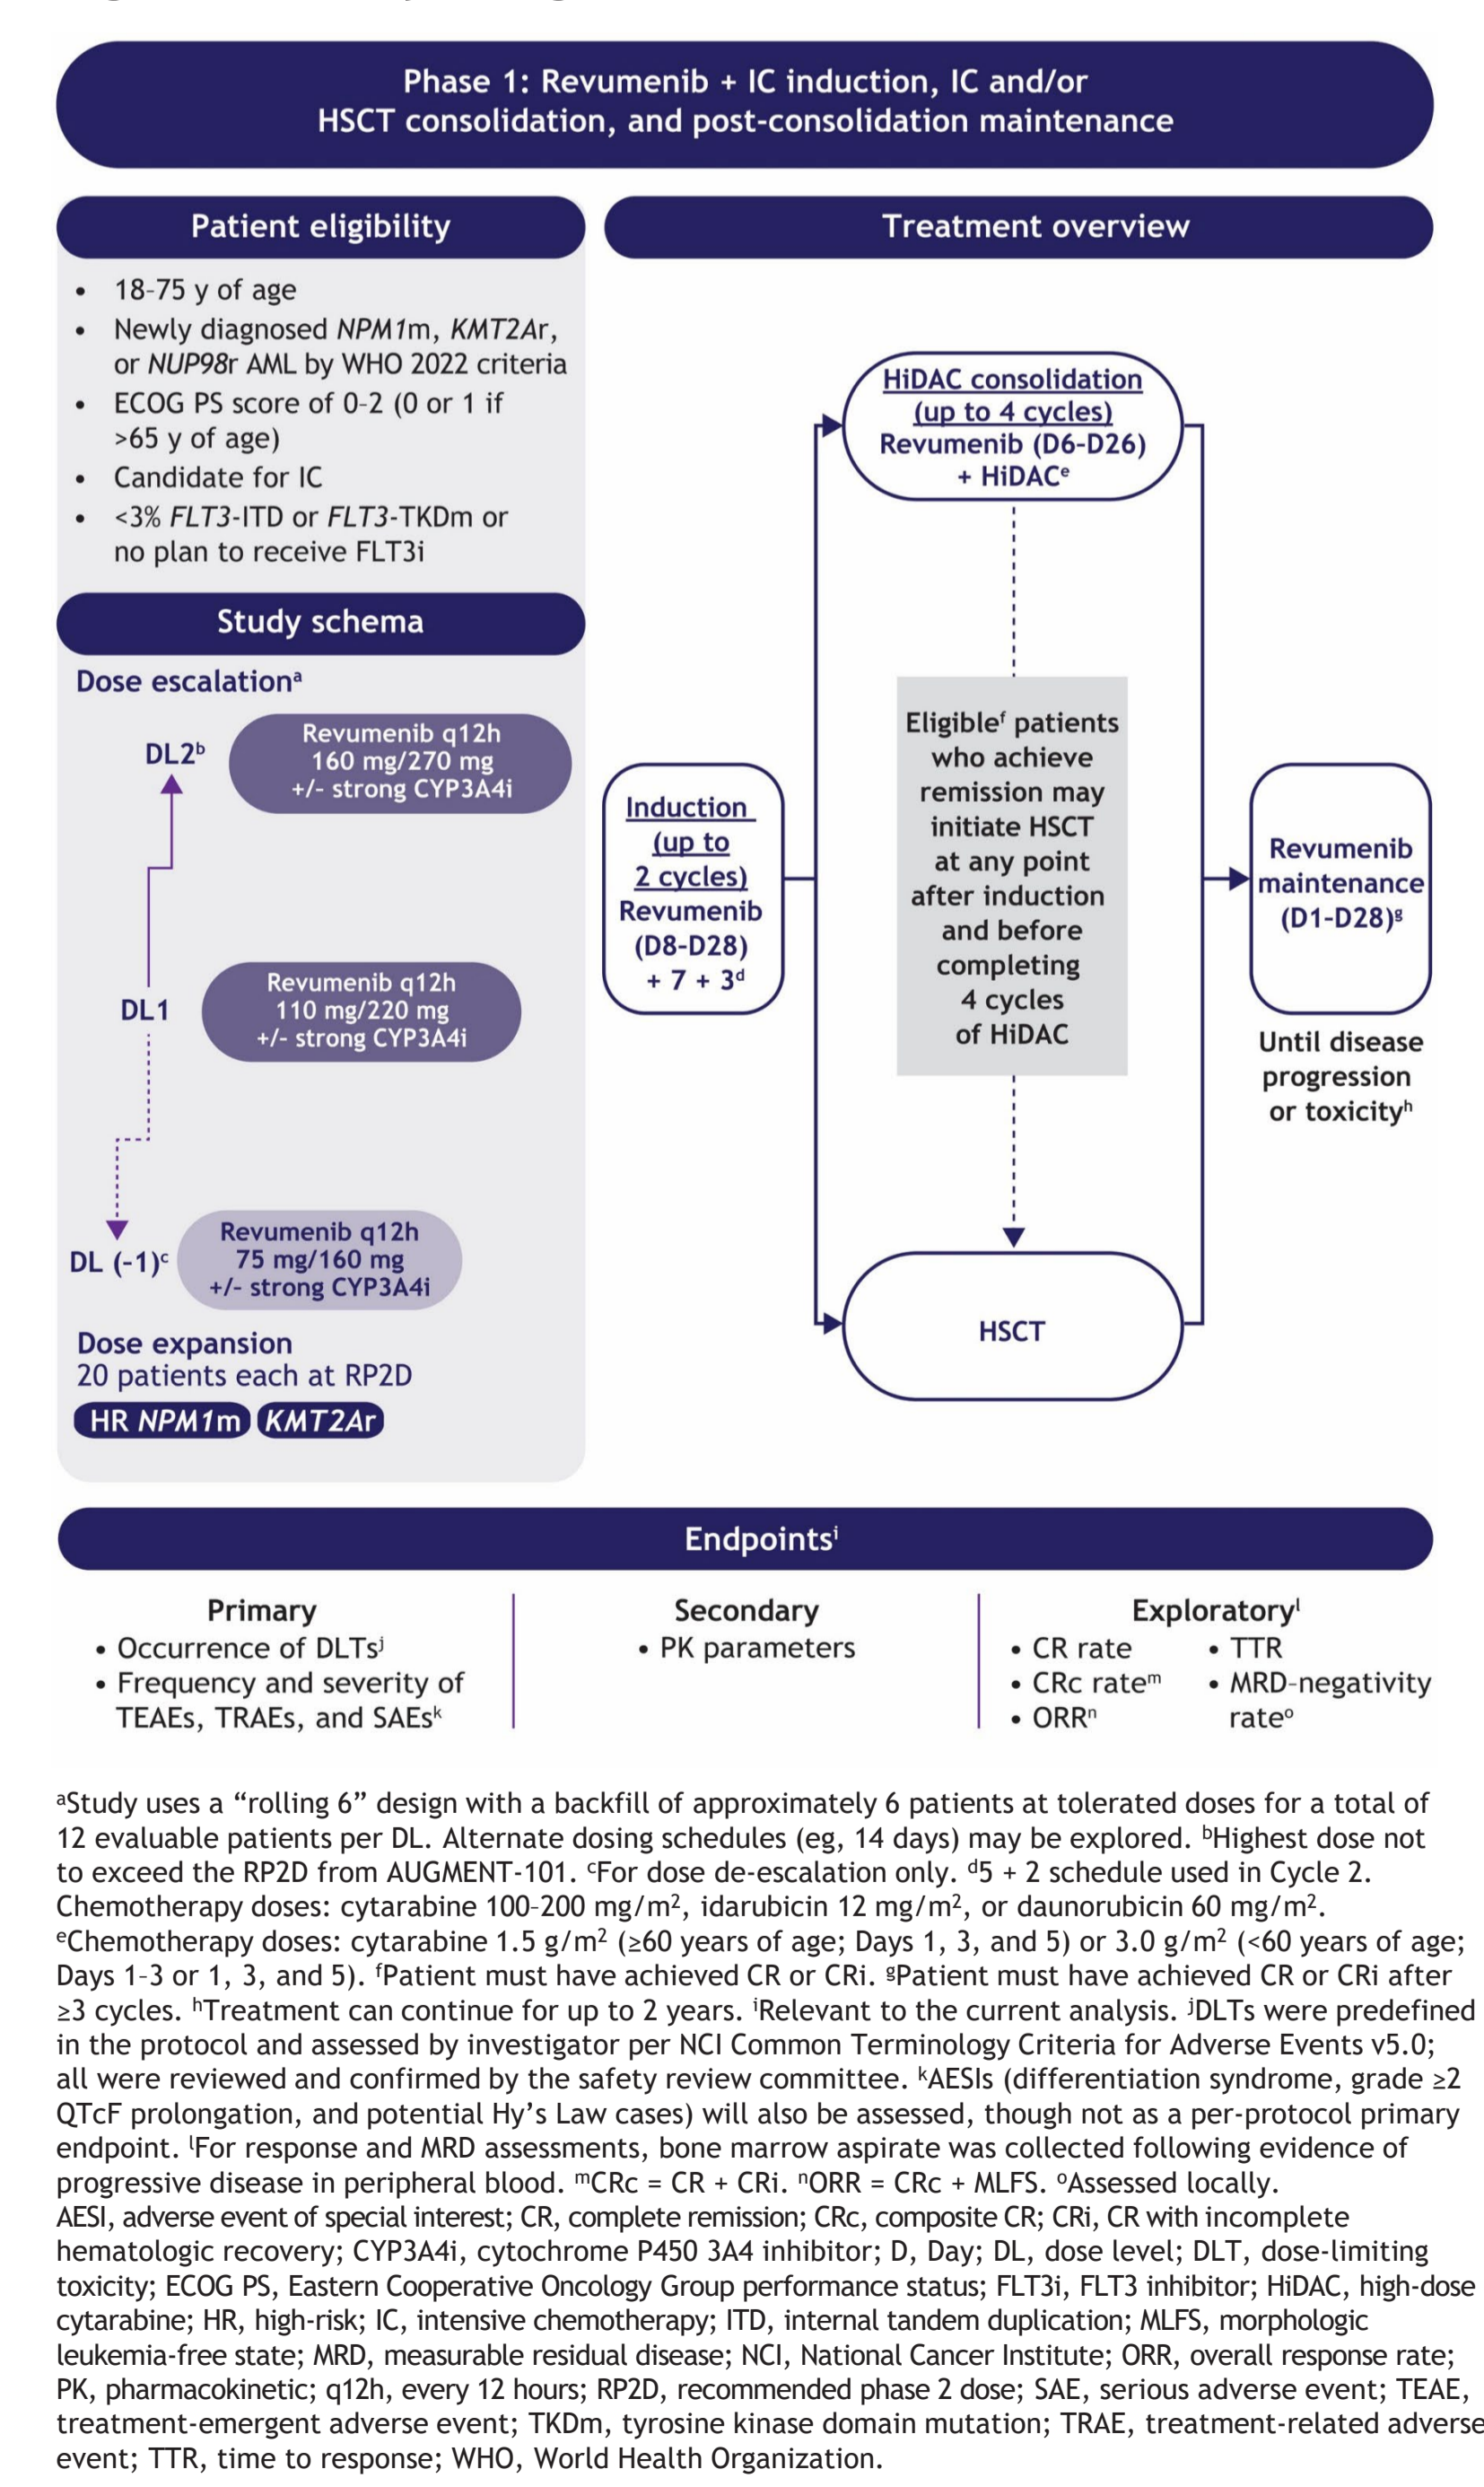 Phase 1: Revumenib + IC induction, IC and/or
HSCT consolidation, and post-consolidation maintenance
Patient eligibility
• 18-75 y of age
• Newly diagnosed NPM1m, KMT2Ar,
or NUP98r AML by WHO 2022 criteria
• ECOG PS score of 0-2 (0 or 1 if
>65 y of age)
• Candidate for IC
• <3% FLT3-ITD or FLT3-TKDm or
no plan to receive FLT3i
Study schema
Dose escalationᵃ
DL2ᵇ
Revumenib q12h
160 mg/270 mg
+/- strong CYP3A4i
DL1
Revumenib q12h
110 mg/220 mg
+/- strong CYP3A4i
DL (-1)ᶜ
Revumenib q12h
75 mg/160 mg
+/- strong CYP3A4i
Dose expansion
20 patients each at RP2D
HR NPM1m KMT2Ar
Treatment overview
Induction
(up to
2 cycles)
Revumenib
(D8-D28)
+ 7 + 3ᵈ
HiDAC consolidation
(up to 4 cycles)
Revumenib (D6-D26)
+ HiDACᵉ
Eligibleᶠ patients
who achieve
remission may
initiate HSCT
at any point
after induction
and before
completing
4 cycles
of HiDAC
HSCT
Revumenib
maintenance
(D1-D28)ᵍ
Until disease
progression
or toxicityʰ
Endpointsⁱ
Primary
• Occurrence of DLTsʲ
• Frequency and severity of
TEAEs, TRAEs, and SAEsᵏ
Secondary
• PK parameters
Exploratoryˡ
• CR rate
• CRc rateᵐ
• ORRⁿ
• TTR
• MRD-negativity
rateᵒ
ᵃStudy uses a “rolling 6” design with a backfill of approximately 6 patients at tolerated doses for a total of
12 evaluable patients per DL. Alternate dosing schedules (eg, 14 days) may be explored. ᵇHighest dose not
to exceed the RP2D from AUGMENT-101. ᶜFor dose de-escalation only. ᵈ5 + 2 schedule used in Cycle 2.
Chemotherapy doses: cytarabine 100-200 mg/m², idarubicin 12 mg/m², or daunorubicin 60 mg/m².
ᵉChemotherapy doses: cytarabine 1.5 g/m² (≥60 years of age; Days 1, 3, and 5) or 3.0 g/m² (<60 years of age;
Days 1-3 or 1, 3, and 5). ᶠPatient must have achieved CR or CRi. ᵍPatient must have achieved CR or CRi after
≥3 cycles. ʰTreatment can continue for up to 2 years. ⁱRelevant to the current analysis. ʲDLTs were predefined
in the protocol and assessed by investigator per NCI Common Terminology Criteria for Adverse Events v5.0;
all were reviewed and confirmed by the safety review committee. ᵏAESIs (differentiation syndrome, grade ≥2
QTcF prolongation, and potential Hy’s Law cases) will also be assessed, though not as a per-protocol primary
endpoint. ˡFor response and MRD assessments, bone marrow aspirate was collected following evidence of
progressive disease in peripheral blood. ᵐCRc = CR + CRi. ⁿORR = CRc + MLFS. ᵒAssessed locally.
AESI, adverse event of special interest; CR, complete remission; CRc, composite CR; CRi, CR with incomplete
hematologic recovery; CYP3A4i, cytochrome P450 3A4 inhibitor; D, Day; DL, dose level; DLT, dose-limiting
toxicity; ECOG PS, Eastern Cooperative Oncology Group performance status; FLT3i, FLT3 inhibitor; HiDAC, high-dose
cytarabine; HR, high-risk; IC, intensive chemotherapy; ITD, internal tandem duplication; MLFS, morphologic
leukemia-free state; MRD, measurable residual disease; NCI, National Cancer Institute; ORR, overall response rate;
PK, pharmacokinetic; q12h, every 12 hours; RP2D, recommended phase 2 dose; SAE, serious adverse event; TEAE,
treatment-emergent adverse event; TKDm, tyrosine kinase domain mutation; TRAE, treatment-related adverse
event; TTR, time to response; WHO, World Health Organization.